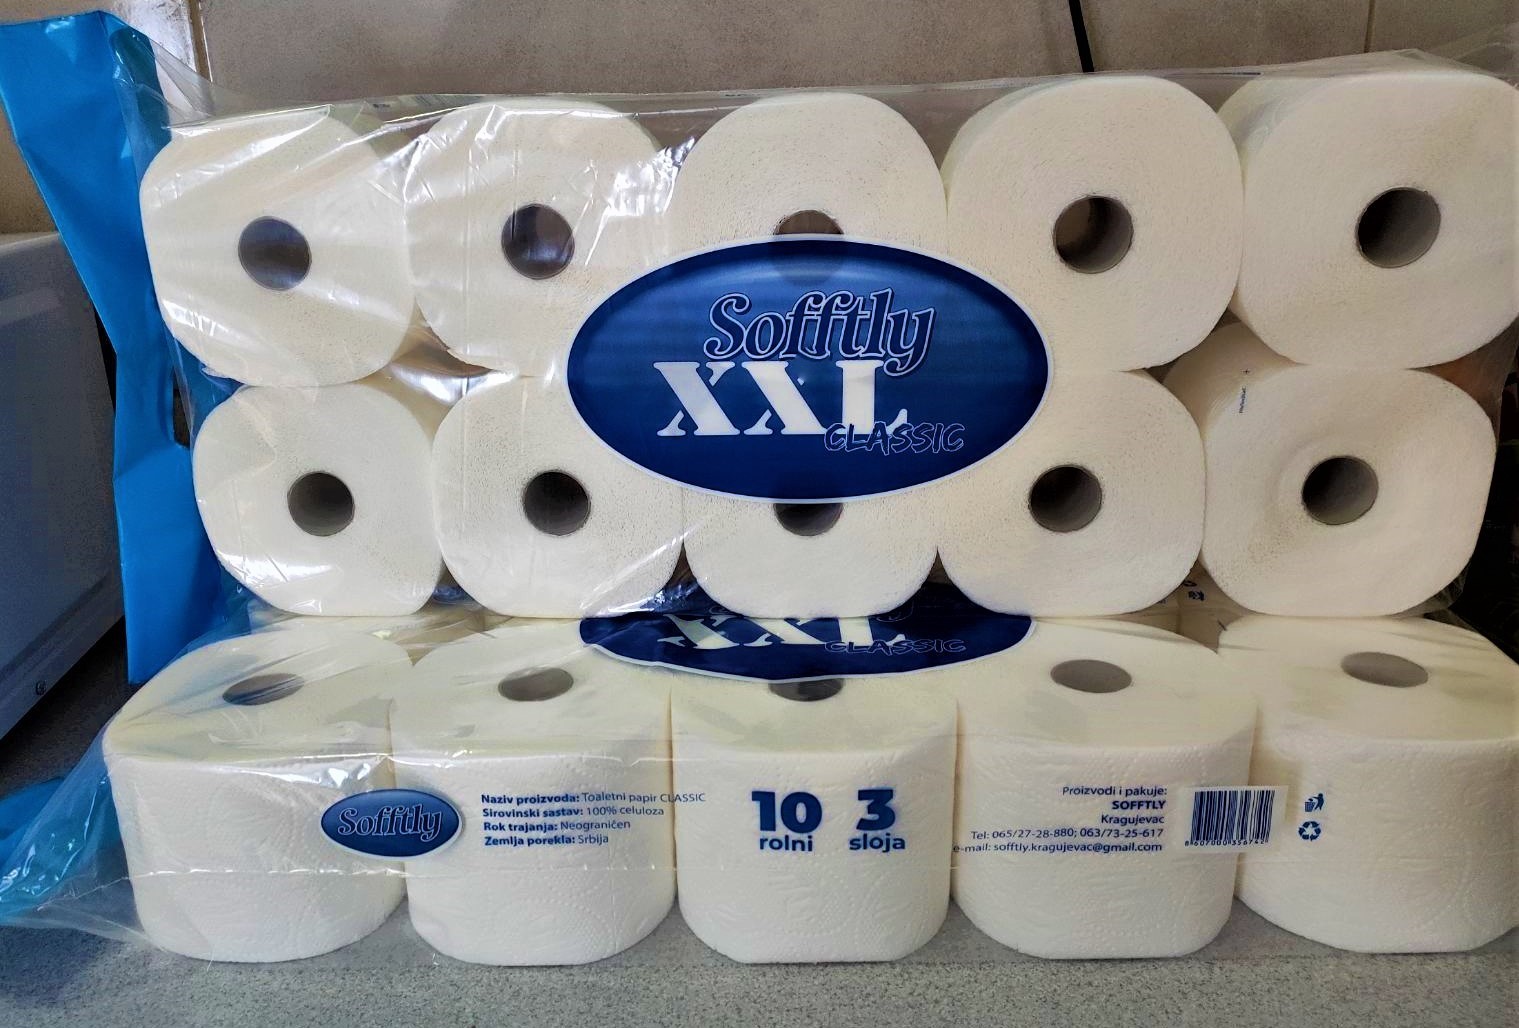 Sofftly
XXL
CLASSIC
XXL
CLASSIC
Sofftly
Naziv proizvoda: Toaletni papir CLASSIC
Sirovinski sastav: 100% celuloza
Rok trajanja: Neograničen
Zemlja porekla: Srbija
10
rolni
3
sloja
Proizvodi i pakuje:
SOFFTLY
Kragujevac
Tel: 065/27-28-880; 063/73-25-617
e-mail: sofftly.kragujevac@gmail.com